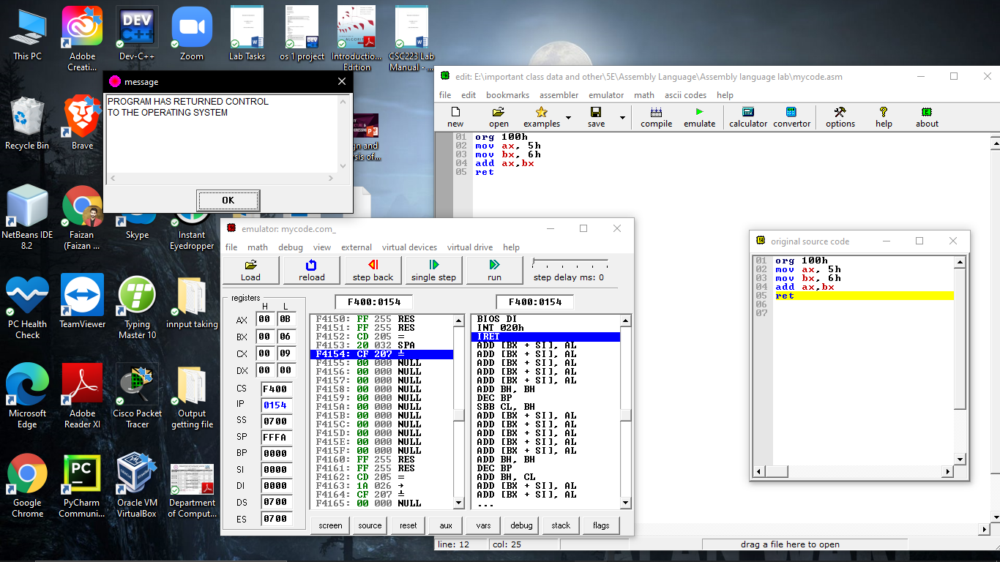 This PC
Adobe
Creati...
Dev-C++
Zoom
Lab Tasks
os 1 project
Introductio...
Edition
CSC223 Lab
Manual - ...
Recycle Bin
Brave
NetBeans IDE
8.2
Faizan
(Faizan ...
Skype
Instant
Eyedropper
PC Health
Check
TeamViewer
Typing
Master 10
innput taking
Microsoft
Edge
Adobe
Reader XI
Cisco Packet
Tracer
Output
getting file
Google
Chrome
PyCharm
Communi...
Oracle VM
VirtualBox
Department
of Comput...
message
PROGRAM HAS RETURNED CONTROL
TO THE OPERATING SYSTEM
OK
edit: E:\important class data and other\5E\Assembly Language\Assembly language lab\mycode.asm
file edit bookmarks assembler emulator math ascii codes help
new open examples save compile emulate calculator convertor options help about
01 org 100h
02 mov ax, 5h
03 mov bx, 6h
04 add ax,bx
05 ret
line: 12 col: 25 drag a file here to open
emulator: mycode.com_
file math debug view external virtual devices virtual drive help
Load reload step back single step run step delay ms: 0
registers
H L
AX 00 0B
BX 00 06
CX 00 09
DX 00 00
CS F400
IP 0154
SS 0700
SP FFFA
BP 0000
SI 0000
DI 0000
DS 0700
ES 0700
F400:0154 F400:0154
F4150: FF 255 RES
F4151: FF 255 RES
F4152: CD 205 =
F4153: 20 032 SPA
F4154: CF 207 ╧
F4155: 00 000 NULL
F4156: 00 000 NULL
F4157: 00 000 NULL
F4158: 00 000 NULL
F4159: 00 000 NULL
F415A: 00 000 NULL
F415B: 00 000 NULL
F415C: 00 000 NULL
F415D: 00 000 NULL
F415E: 00 000 NULL
F415F: 00 000 NULL
F4160: FF 255 RES
F4161: FF 255 RES
F4162: CD 205 =
F4163: 1A 026 →
F4164: CF 207 ╧
F4165: 00 000 NULL
BIOS DI
INT 020h
IRET
ADD [BX + SI], AL
ADD [BX + SI], AL
ADD [BX + SI], AL
ADD [BX + SI], AL
ADD [BX + SI], AL
ADD BH, BH
DEC BP
SBB CL, BH
ADD [BX + SI], AL
ADD [BX + SI], AL
ADD [BX + SI], AL
ADD [BX + SI], AL
ADD [BX + SI], AL
ADD BH, BH
DEC BP
ADD BH, CL
ADD [BX + SI], AL
ADD [BX + SI], AL
...
screen source reset aux vars debug stack flags
original source code
01 org 100h
02 mov ax, 5h
03 mov bx, 6h
04 add ax,bx
05 ret
06
07